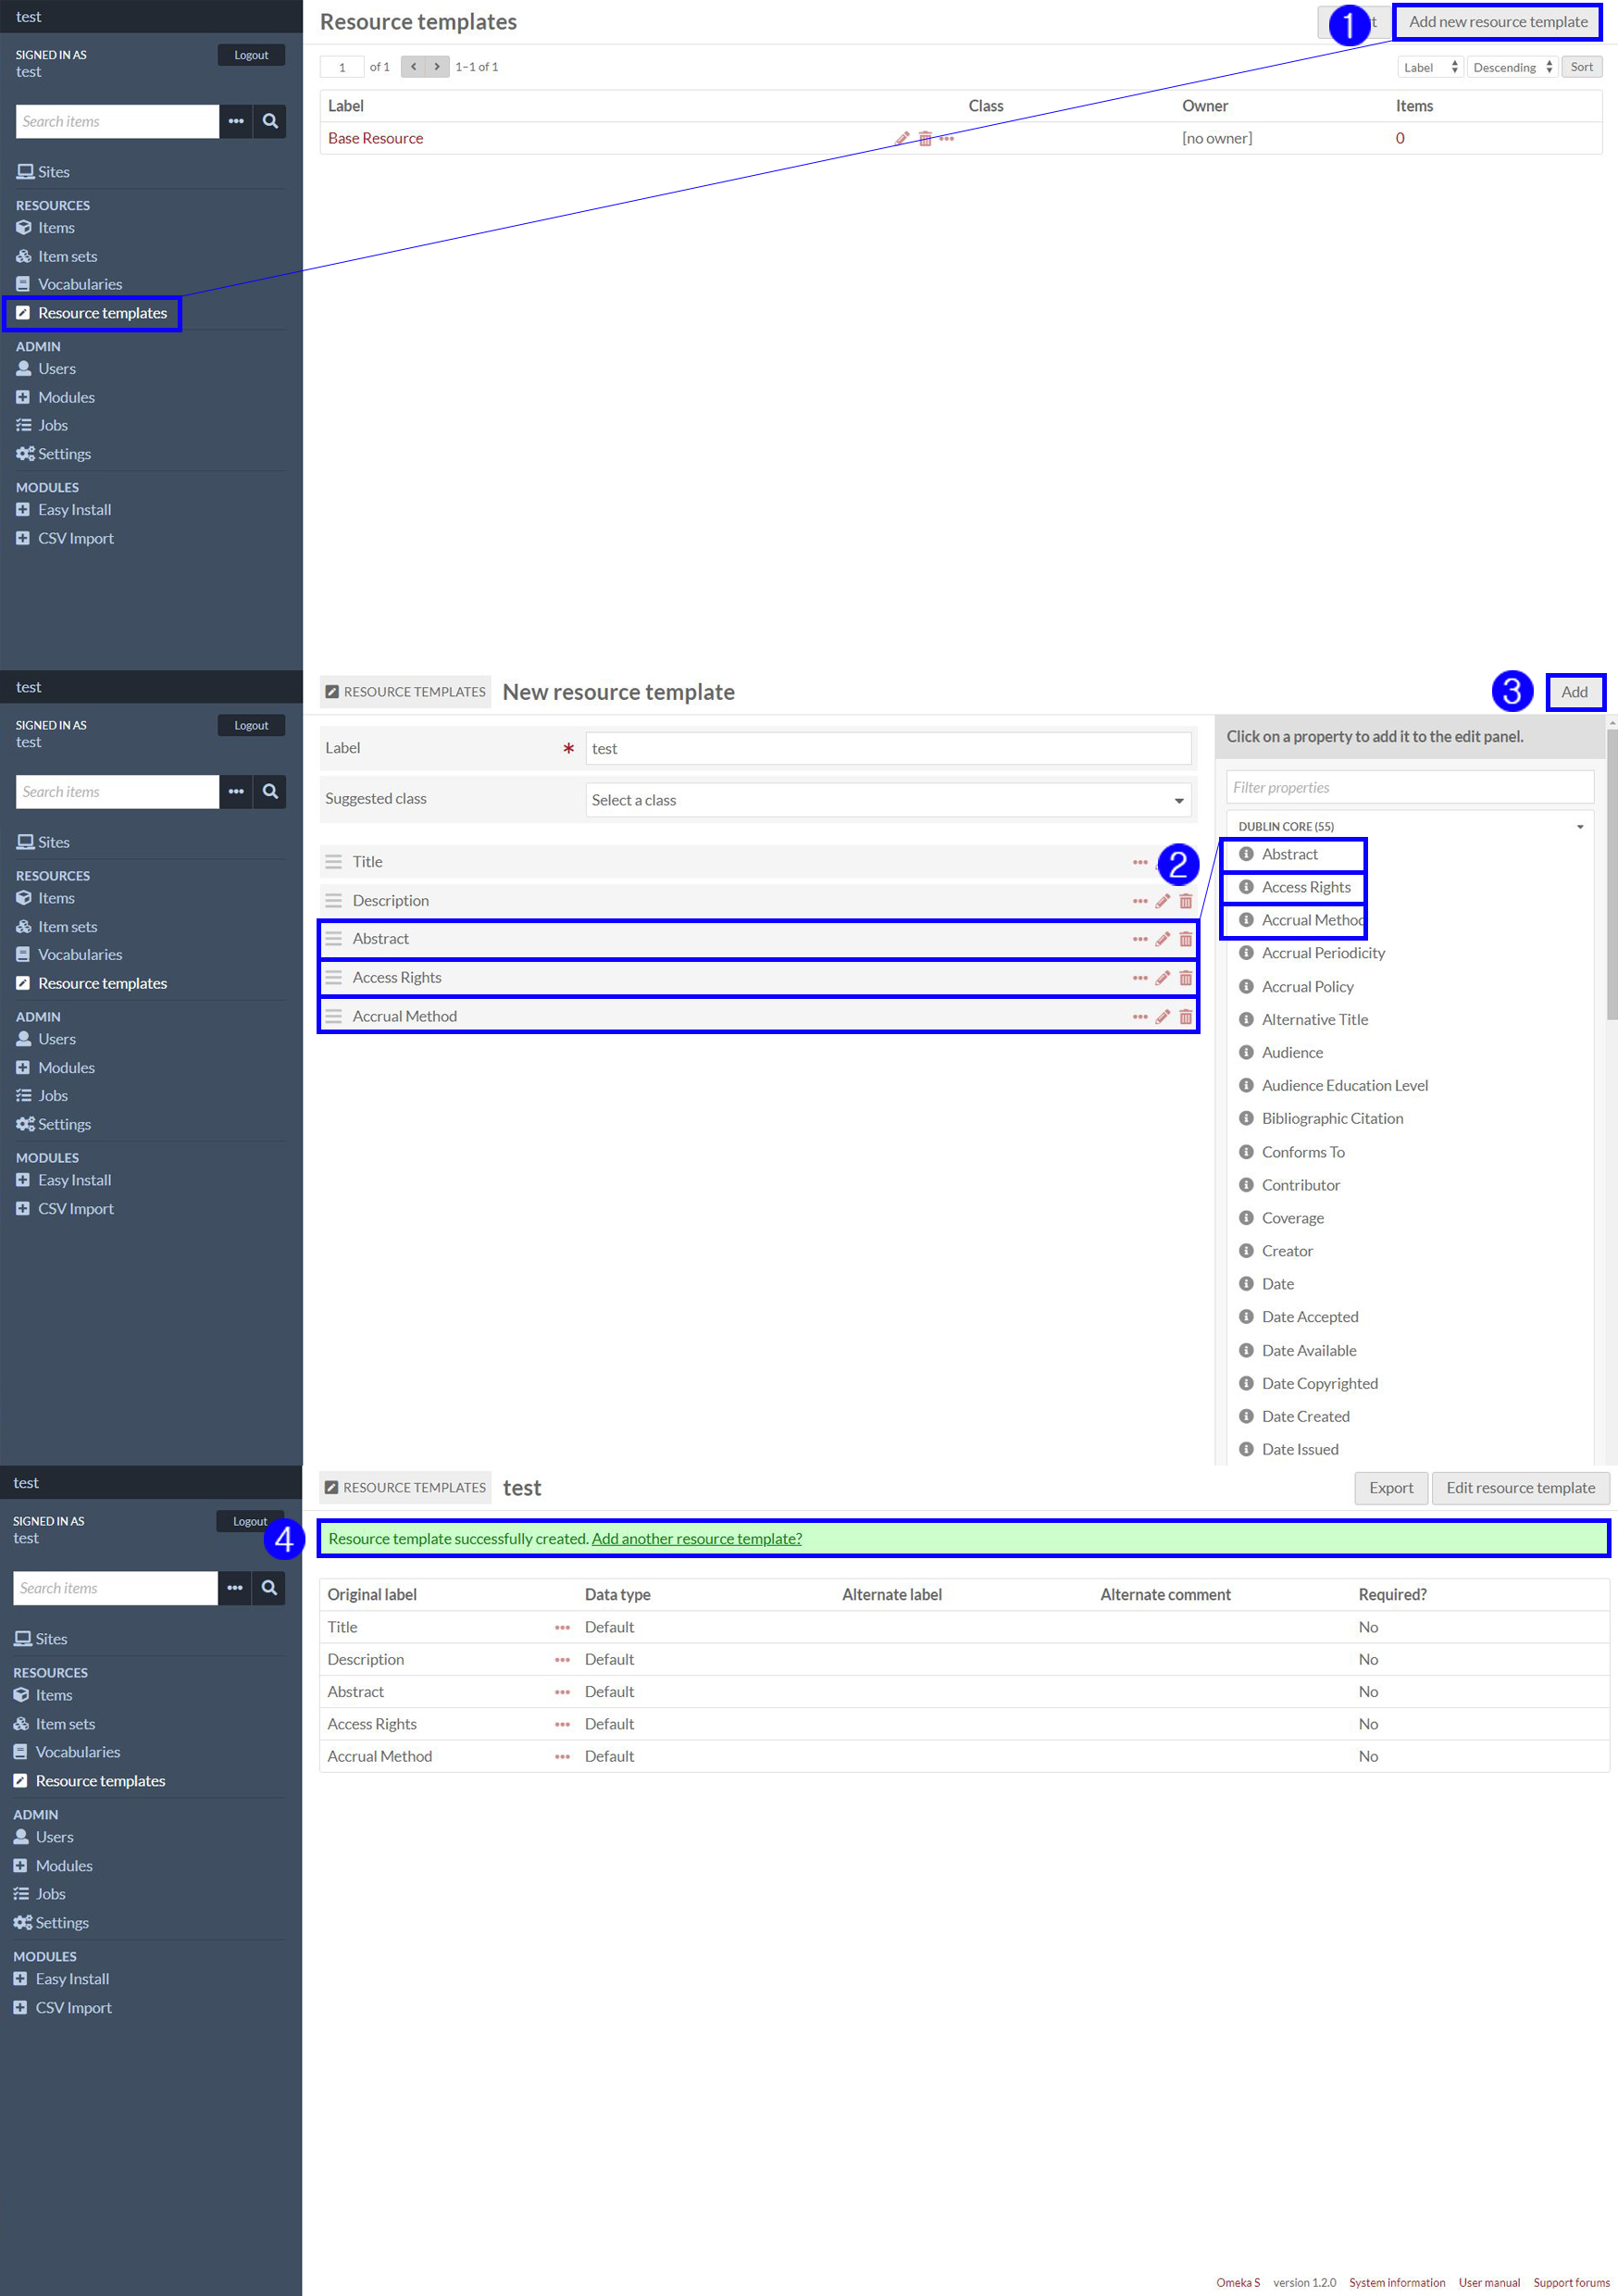 test
SIGNED IN AS
test
Logout
Search items
Sites
RESOURCES
Items
Item sets
Vocabularies
Resource templates
ADMIN
Users
Modules
Jobs
Settings
MODULES
Easy Install
CSV Import
Resource templates
1
Add new resource template
1 of 1 1–1 of 1
Label Descending Sort
Label Class Owner Items
Base Resource [no owner] 0
test
SIGNED IN AS
test
Logout
Search items
Sites
RESOURCES
Items
Item sets
Vocabularies
Resource templates
ADMIN
Users
Modules
Jobs
Settings
MODULES
Easy Install
CSV Import
RESOURCE TEMPLATES New resource template
3 Add
Label * test
Suggested class Select a class
Title
2
Description
Abstract
Access Rights
Accrual Method
Click on a property to add it to the edit panel.
Filter properties
DUBLIN CORE (55)
Abstract
Access Rights
Accrual Method
Accrual Periodicity
Accrual Policy
Alternative Title
Audience
Audience Education Level
Bibliographic Citation
Conforms To
Contributor
Coverage
Creator
Date
Date Accepted
Date Available
Date Copyrighted
Date Created
Date Issued
test
SIGNED IN AS
test
Logout
Search items
Sites
RESOURCES
Items
Item sets
Vocabularies
Resource templates
ADMIN
Users
Modules
Jobs
Settings
MODULES
Easy Install
CSV Import
RESOURCE TEMPLATES test
Export Edit resource template
4
Resource template successfully created. Add another resource template?
Original label Data type Alternate label Alternate comment Required?
Title Default No
Description Default No
Abstract Default No
Access Rights Default No
Accrual Method Default No
Omeka S version 1.2.0 System information User manual Support forums